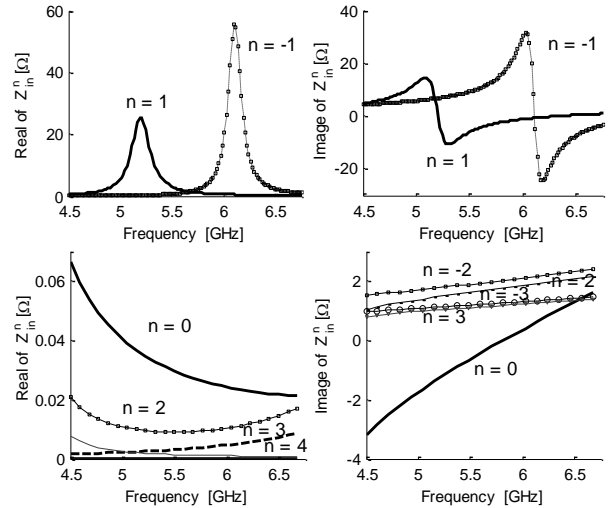 Real of Z_in^n [Ω]
60
40
20
0
n = -1
n = 1
4.5 5 5.5 6 6.5
Frequency [GHz]
Image of Z_in^n [Ω]
40
20
0
-20
n = -1
n = 1
4.5 5 5.5 6 6.5
Frequency [GHz]
Real of Z_in^n [Ω]
0.06
0.04
0.02
0
n = 0
n = 2
n = 3
n = 4
4.5 5 5.5 6 6.5
Frequency [GHz]
Image of Z_in^n [Ω]
2
0
-2
-4
n = -2
n = 2
n = -3
n = 3
n = 0
4.5 5 5.5 6 6.5
Frequency [GHz]